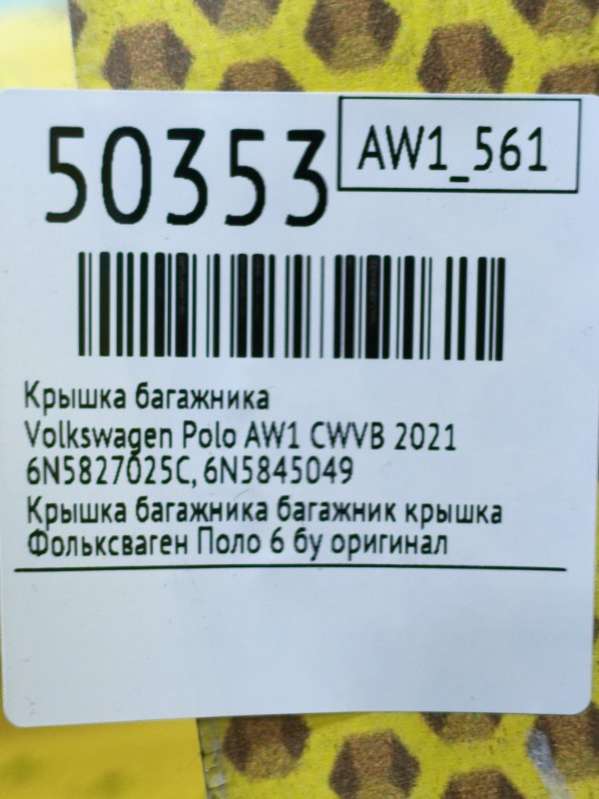 50353
AW1_561
Крышка багажника
Volkswagen Polo AW1 CWVB 2021
6N5827025C, 6N5845049
Крышка багажника багажник крышка
Фольксваген Поло 6 бу оригинал